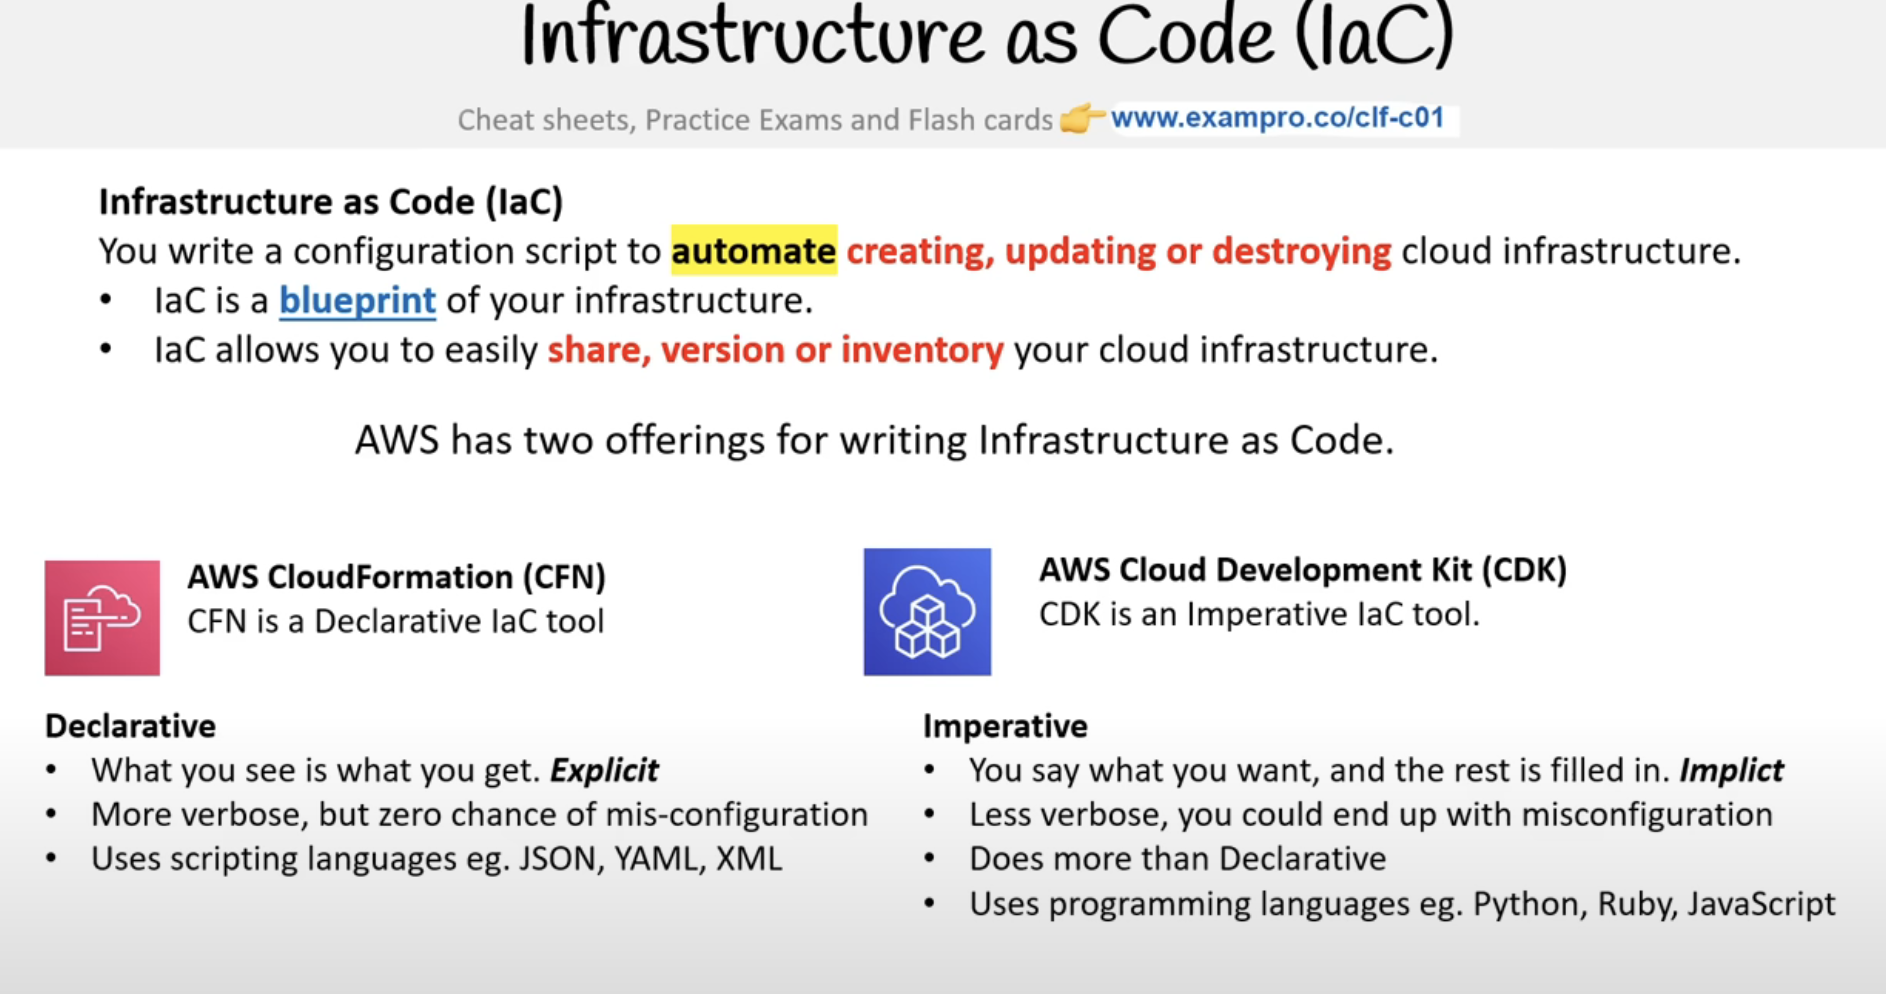 Infrastructure as Code (IaC)
Cheat sheets, Practice Exams and Flash cards 👉 www.exampro.co/clf-c01
Infrastructure as Code (IaC)
You write a configuration script to automate creating, updating or destroying cloud infrastructure.
• IaC is a blueprint of your infrastructure.
• IaC allows you to easily share, version or inventory your cloud infrastructure.
AWS has two offerings for writing Infrastructure as Code.
AWS CloudFormation (CFN)
CFN is a Declarative IaC tool
Declarative
• What you see is what you get. Explicit
• More verbose, but zero chance of mis-configuration
• Uses scripting languages eg. JSON, YAML, XML
AWS Cloud Development Kit (CDK)
CDK is an Imperative IaC tool.
Imperative
• You say what you want, and the rest is filled in. Implict
• Less verbose, you could end up with misconfiguration
• Does more than Declarative
• Uses programming languages eg. Python, Ruby, JavaScript